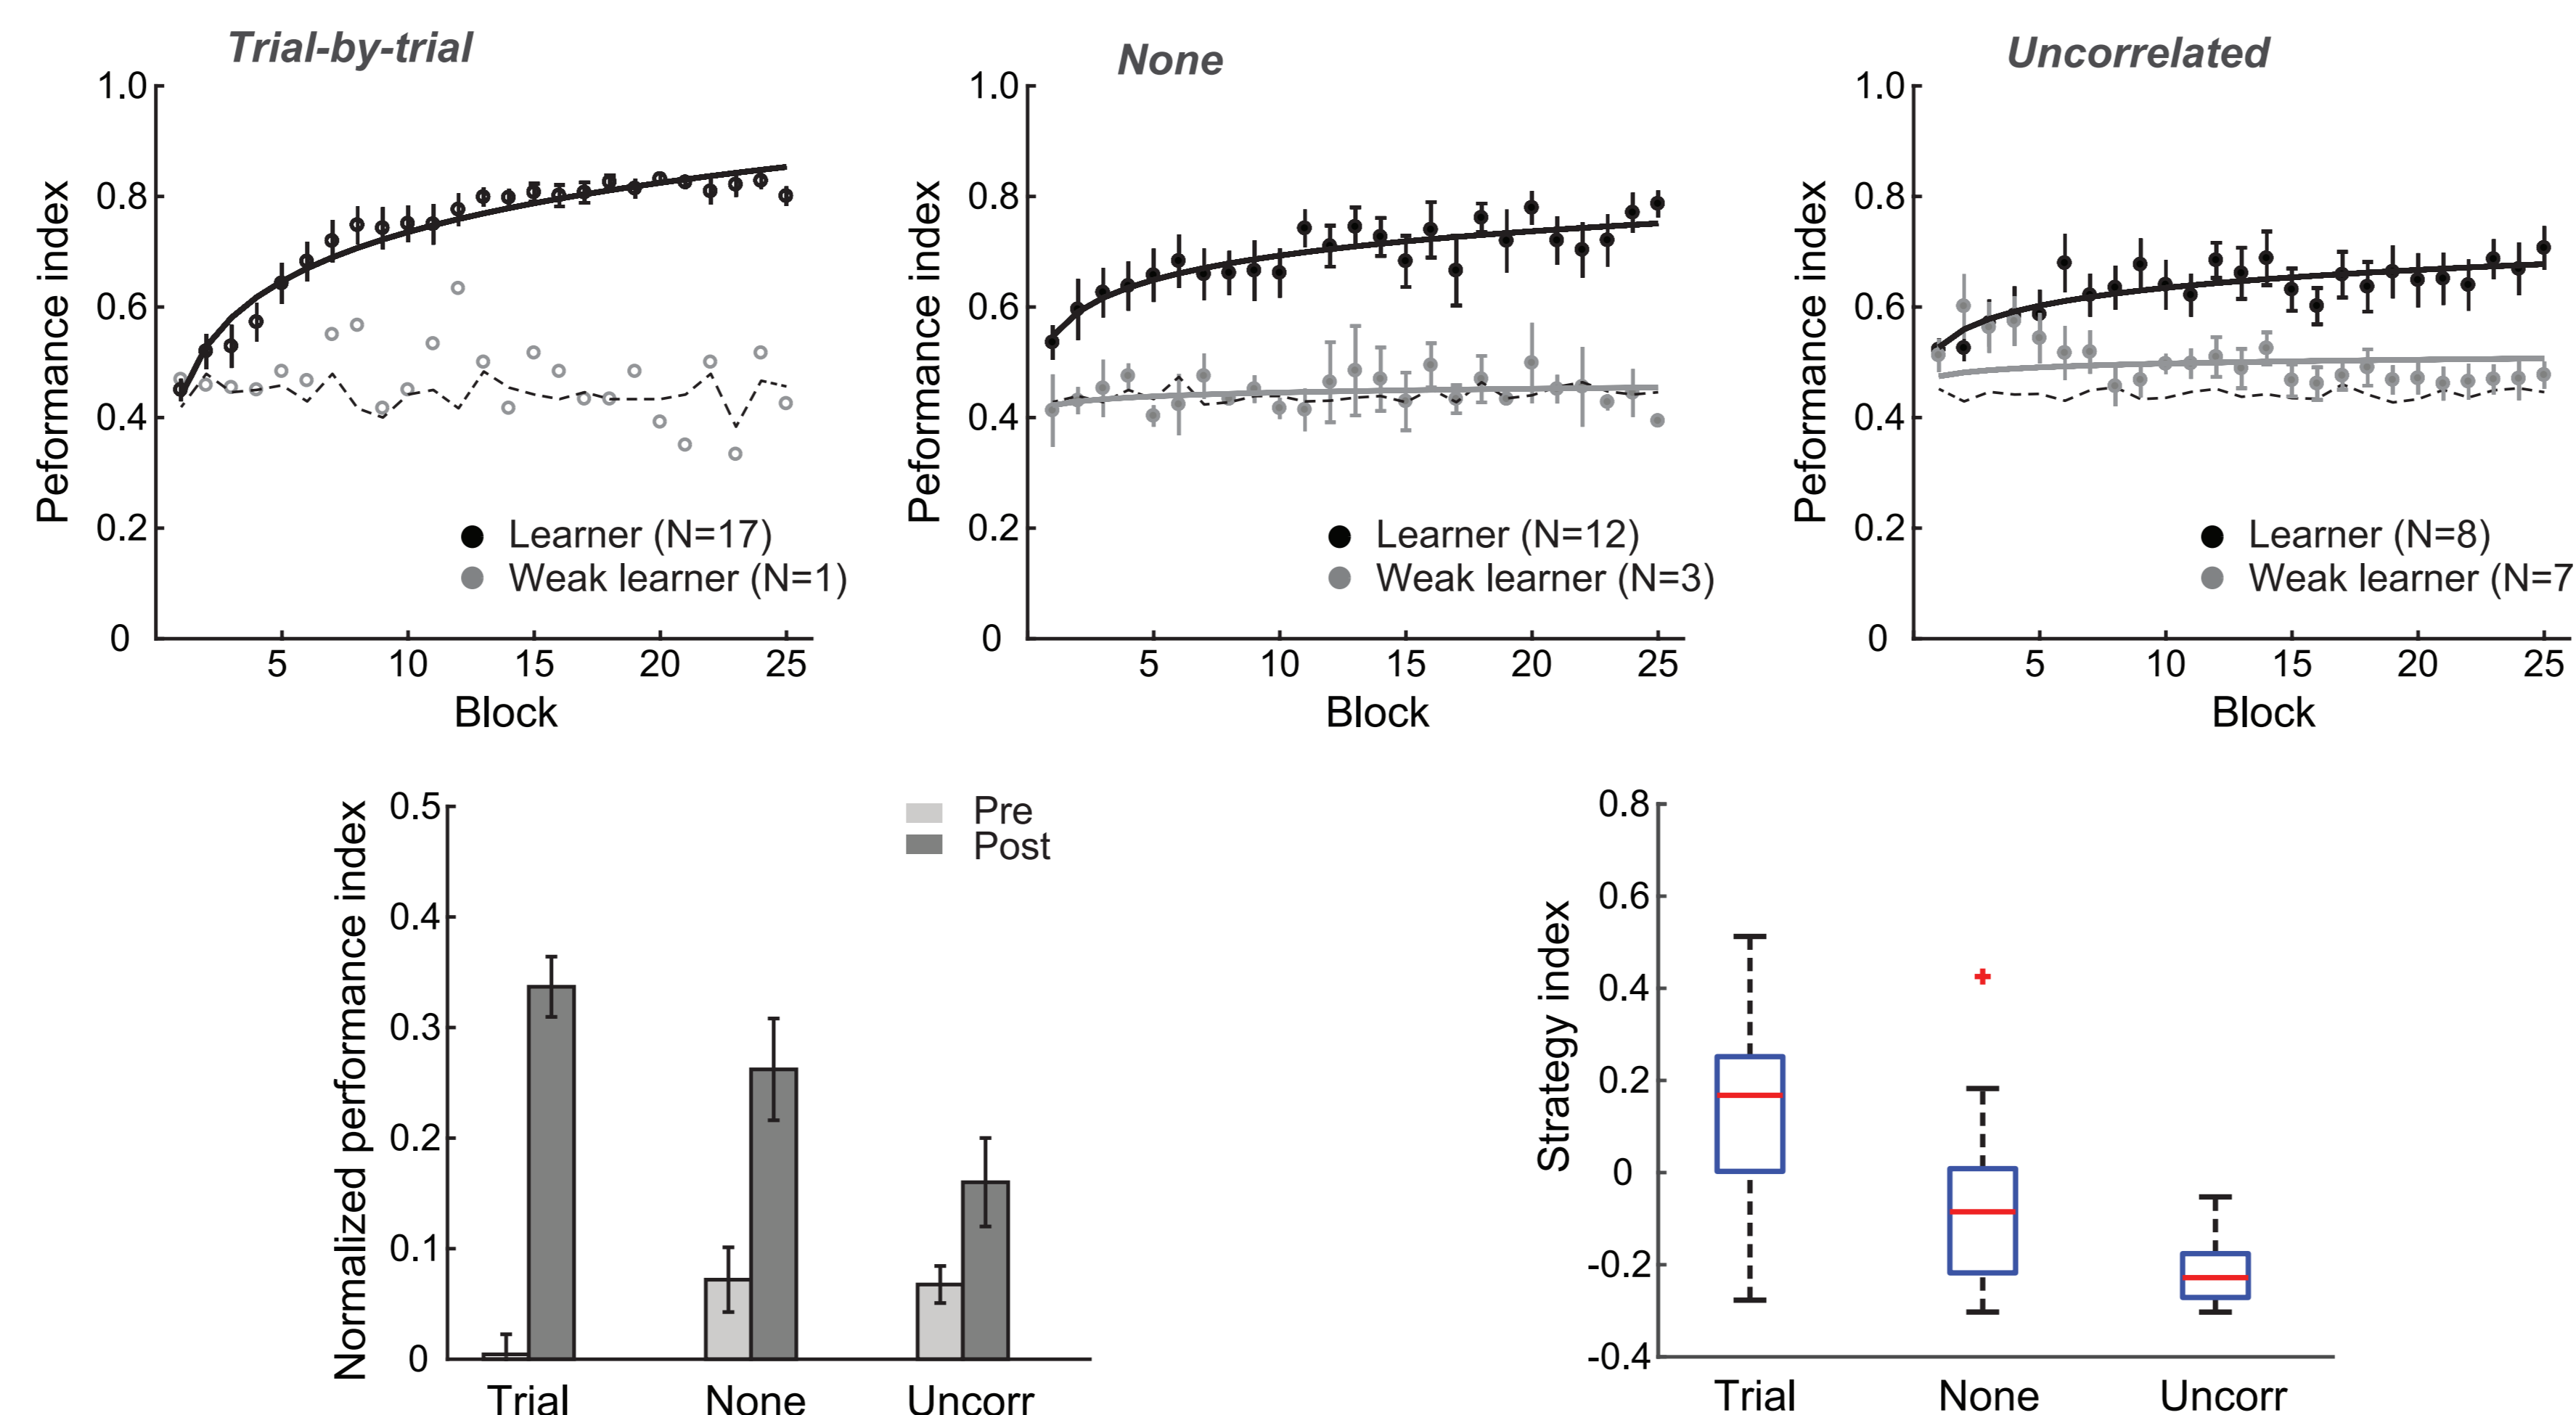 Trial-by-trial
1.0
0.8
0.6
0.4
0.2
0
Peformance index
5 10 15 20 25
Block
Learner (N=17)
Weak learner (N=1)
None
1.0
0.8
0.6
0.4
0.2
0
Peformance index
5 10 15 20 25
Block
Learner (N=12)
Weak learner (N=3)
Uncorrelated
1.0
0.8
0.6
0.4
0.2
0
Peformance index
5 10 15 20 25
Block
Learner (N=8)
Weak learner (N=7
Normalized performance index
0.5
0.4
0.3
0.2
0.1
0
Pre
Post
Trial None Uncorr
Strategy index
0.8
0.6
0.4
0.2
0
-0.2
-0.4
Trial None Uncorr